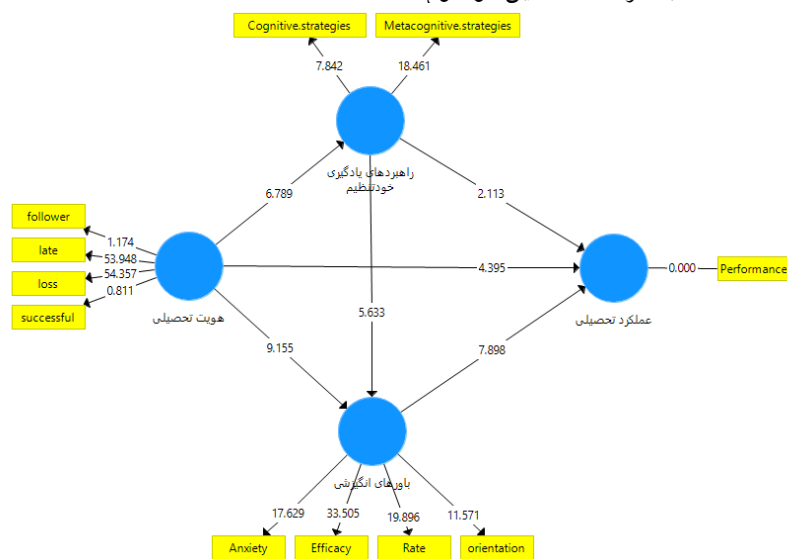 Cognitive.strategies
Metacognitive.strategies
7.842
18.461
راهبردهای یادگیری
خودتنظیم
6.789
2.113
follower
late
loss
successful
1.174
53.948
54.357
0.811
هویت تحصیلی
4.395
0.000
Performance
عملکرد تحصیلی
5.633
9.155
7.898
باورهای انگیزشی
17.629
33.505
19.896
11.571
Anxiety
Efficacy
Rate
orientation